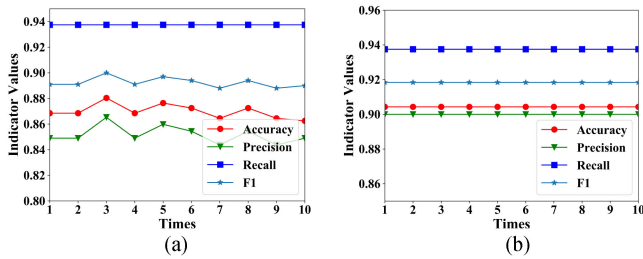 0.94
0.92
0.90
0.88
0.86
0.84
0.82
0.80
Indicator Values
Accuracy
Precision
Recall
F1
1 2 3 4 5 6 7 8 9 10
Times
(a)
0.96
0.94
0.92
0.90
0.88
0.86
Indicator Values
Accuracy
Precision
Recall
F1
1 2 3 4 5 6 7 8 9 10
Times
(b)